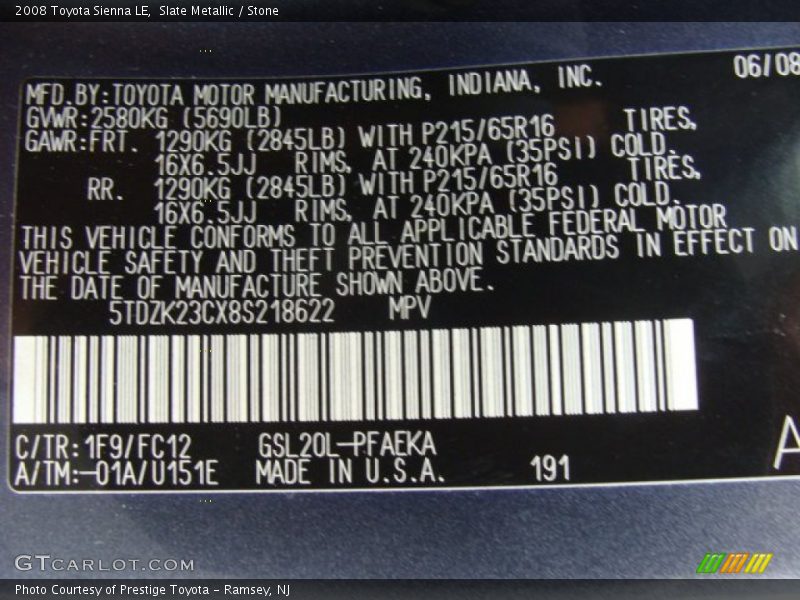 2008 Toyota Sienna LE, Slate Metallic / Stone
06/08
MFD.BY:TOYOTA MOTOR MANUFACTURING, INDIANA, INC.
GVWR:2580KG (5690LB)
GAWR:FRT. 1290KG (2845LB) WITH P215/65R16 TIRES,
16X6.5JJ RIMS, AT 240KPA (35PSI) COLD.
RR. 1290KG (2845LB) WITH P215/65R16 TIRES,
16X6.5JJ RIMS, AT 240KPA (35PSI) COLD.
THIS VEHICLE CONFORMS TO ALL APPLICABLE FEDERAL MOTOR
VEHICLE SAFETY AND THEFT PREVENTION STANDARDS IN EFFECT ON
THE DATE OF MANUFACTURE SHOWN ABOVE.
5TDZK23CX8S218622 MPV
C/TR:1F9/FC12 GSL20L-PFAEKA
A/TM:-01A/U151E MADE IN U.S.A. 191
A
GTCARLOT.COM
Photo Courtesy of Prestige Toyota - Ramsey, NJ